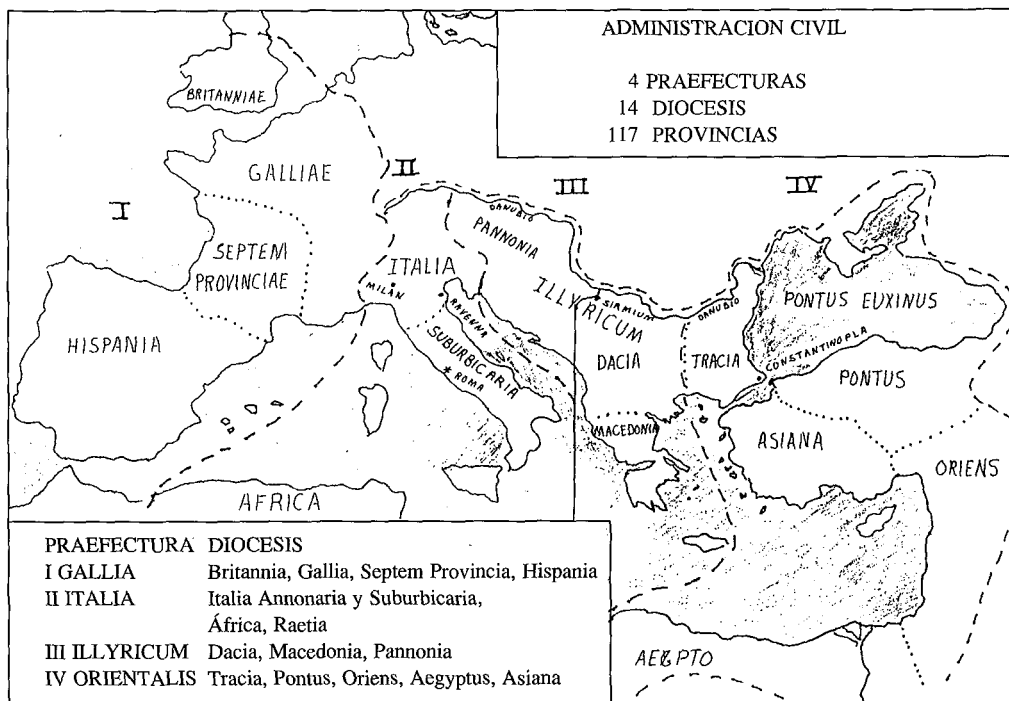 ADMINISTRACION CIVIL
4 PRAEFECTURAS
14 DIOCESIS
117 PROVINCIAS
BRITANNIAE
GALLIAE
II
III
IV
I
DANUBIO
PANNONIA
SEPTEM
PROVINCIAE
ITALIA
MILÁN
ILLYRICUM
SIRMIUM
DANUBIO
PONTUS EUXINUS
RAVENNA
HISPANIA
SUBURBICARIA
ROMA
DACIA
TRACIA
CONSTANTINOPLA
PONTUS
MACEDONIA
ASIANA
ORIENS
AFRICA
AEGPTO
PRAEFECTURA DIOCESIS
I GALLIA Britannia, Gallia, Septem Provincia, Hispania
II ITALIA Italia Annonaria y Suburbicaria,
África, Raetia
III ILLYRICUM Dacia, Macedonia, Pannonia
IV ORIENTALIS Tracia, Pontus, Oriens, Aegyptus, Asiana